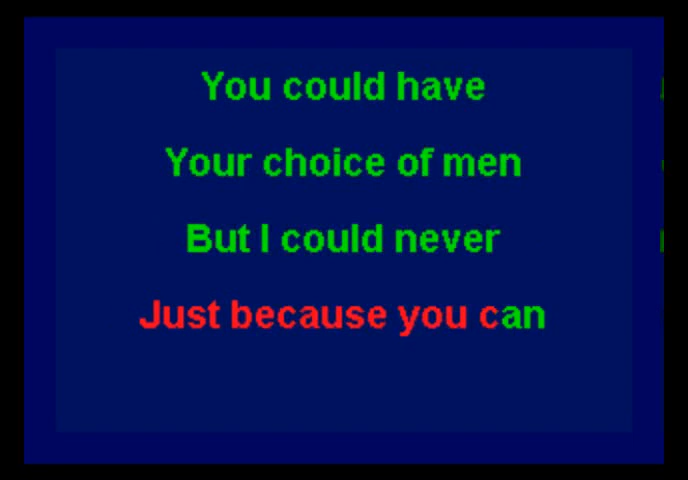 You could have
Your choice of men
But I could never
Just because you can